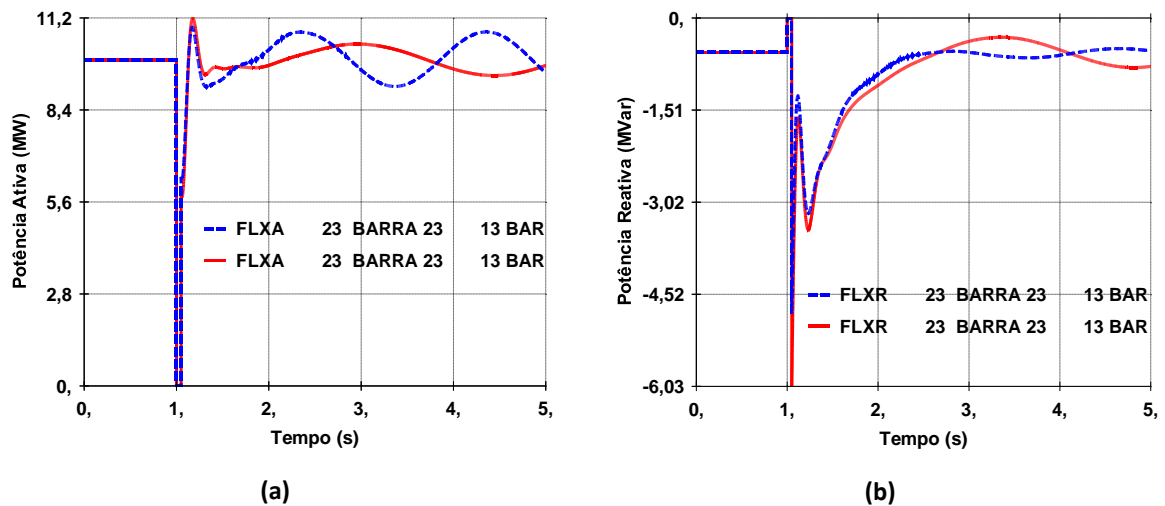 11,2
8,4
5,6
2,8
0,
Potência Ativa (MW)
FLXA 23 BARRA 23 13 BAR
FLXA 23 BARRA 23 13 BAR
0, 1, 2, 3, 4, 5,
Tempo (s)
(a)
0,
-1,51
-3,02
-4,52
-6,03
Potência Reativa (MVar)
FLXR 23 BARRA 23 13 BAR
FLXR 23 BARRA 23 13 BAR
0, 1, 2, 3, 4, 5,
Tempo (s)
(b)